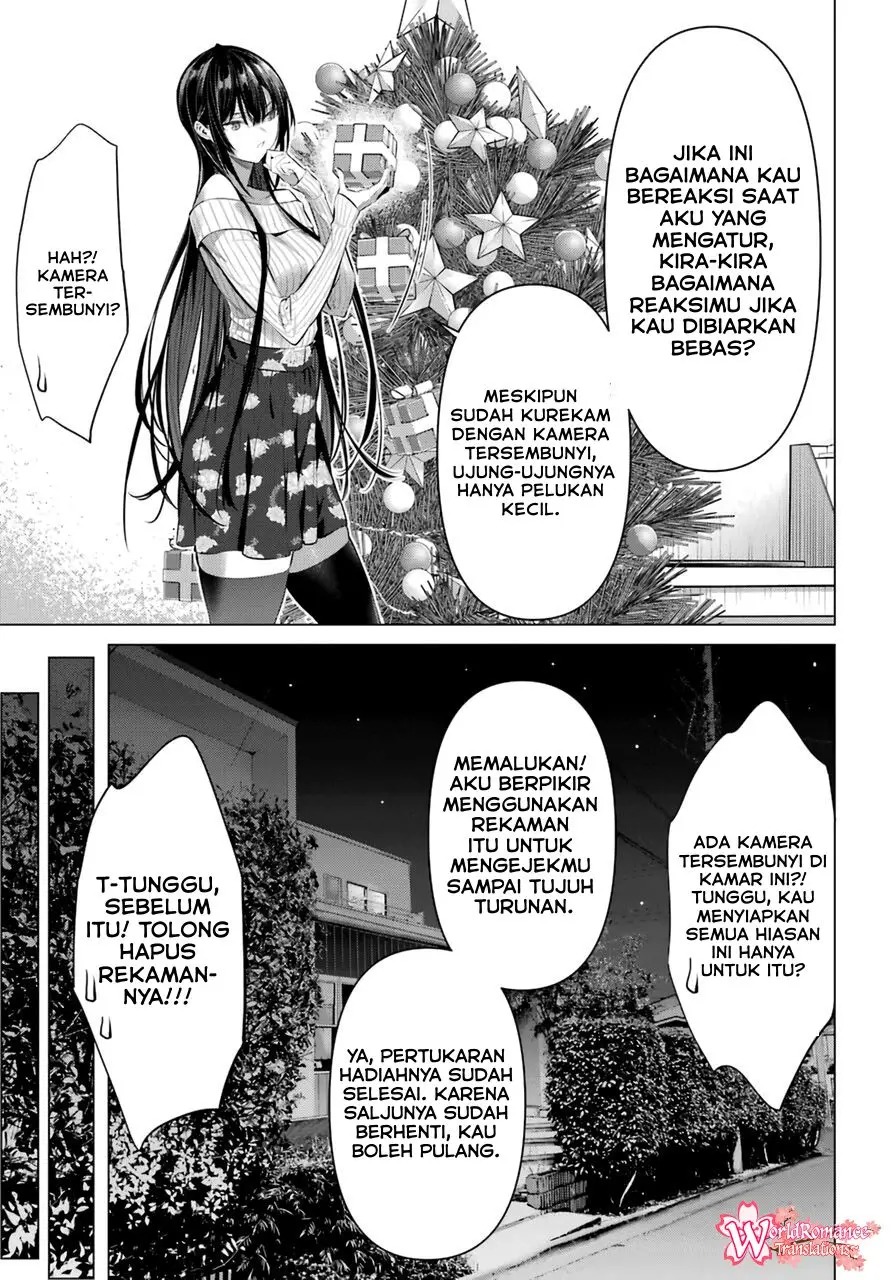 JIKA INI
BAGAIMANA KAU
BEREAKSI SAAT
AKU YANG
MENGATUR,
KIRA-KIRA
BAGAIMANA
REAKSIMU JIKA
KAU DIBIARKAN
BEBAS?
MESKIPUN
SUDAH KUREKAM
DENGAN KAMERA
TERSEMBUNYI,
UJUNG-UJUNGNYA
HANYA PELUKAN
KECIL.
HAH?!
KAMERA
TER-
SEMBUNYI?
ADA KAMERA
TERSEMBUNYI DI
KAMAR INI?!
TUNGGU, KAU
MENYIAPKAN
SEMUA HIASAN
INI HANYA
UNTUK ITU?
MEMALUKAN!
AKU BERPIKIR
MENGGUNAKAN
REKAMAN
ITU UNTUK
MENGEJEKMU
SAMPAI TUJUH
TURUNAN.
YA, PERTUKARAN
HADIAHNYA SUDAH
SELESAI. KARENA
SALJUNYA SUDAH
BERHENTI, KAU
BOLEH PULANG.
T-TUNGGU,
SEBELUM
ITU! TOLONG
HAPUS
REKAMAN-
NYA!!!
WorldRomance
Translations